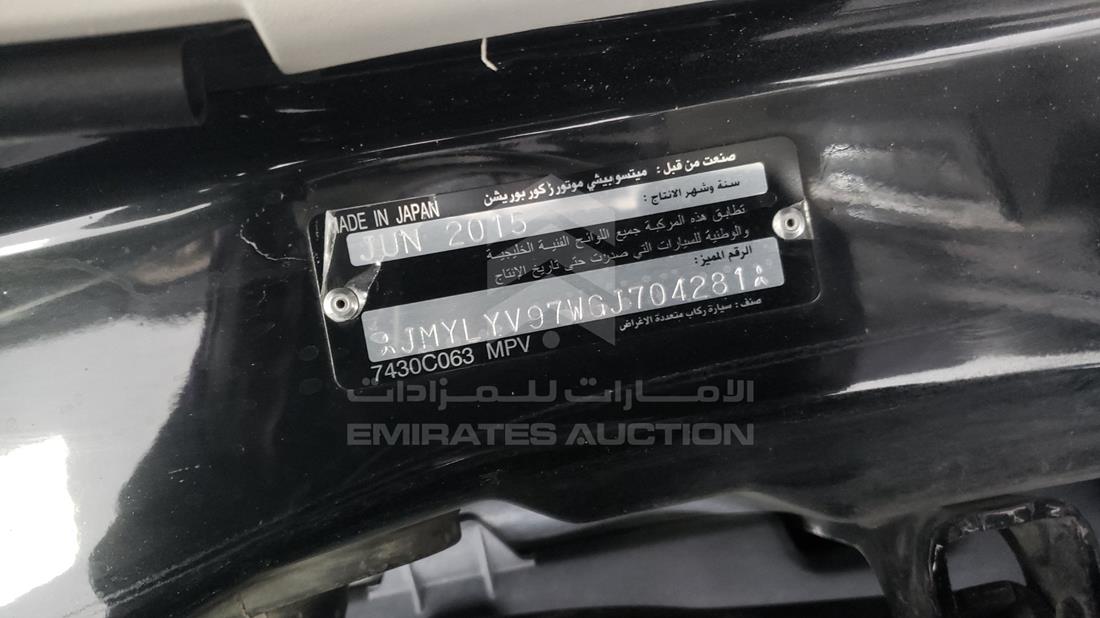 صنعت من قبل : ميتسوبيشي موتورز كوربوريشن
MADE IN JAPAN
سنة وشهر الانتاج :
JUN 2015
تطابق هذه المركبة جميع اللوائح الفنية الخليجية
والوطنية للسيارات التي صدرت حتى تاريخ الإنتاج
الرقم المميز:
JMYLYV97WGJ704281
صنف : سيارة ركاب متعددة الاغراض
7430C063 MPV
الامارات للمزادات
EMIRATES AUCTION